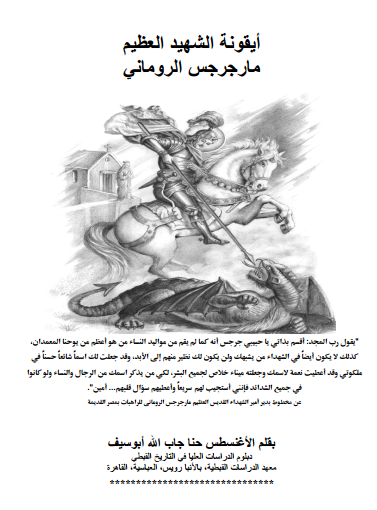 أيقونة الشهيد العظيم
مارجرجس الروماني
"يقول رب المجد: أقسم بذاتي يا حبيبي جرجس أنه كما لم يقم من مواليد النساء من هو أعظم من يوحنا المعمدان،
كذلك لا يكون أيضاً في الشهداء من يشبهك ولن يكون لك نظير منهم إلى الأبد، وقد جعلت لك اسماً شائعاً حسناً في
ملكوتي وقد أعطيت نعمة لاسمك وجعلته ميناء خلاص لجميع البشر، لكي من يذكر اسمك من الرجال والنساء ولو كانوا
في جميع الشدائد فإنني أستجيب لهم سريعاً وأعطيهم سؤال قلبهم... أمين".
عن مخطوط بدير أمير الشهداء القديس العظيم مارجرجس الروماني للراهبات بمصر القديمة
بقلم الأغنسطس حنا جاب الله أبوسيف
دبلوم الدراسات العليا في التاريخ القبطي
معهد الدراسات القبطية، بالأنبا رويس، العباسية، القاهرة
*******************************